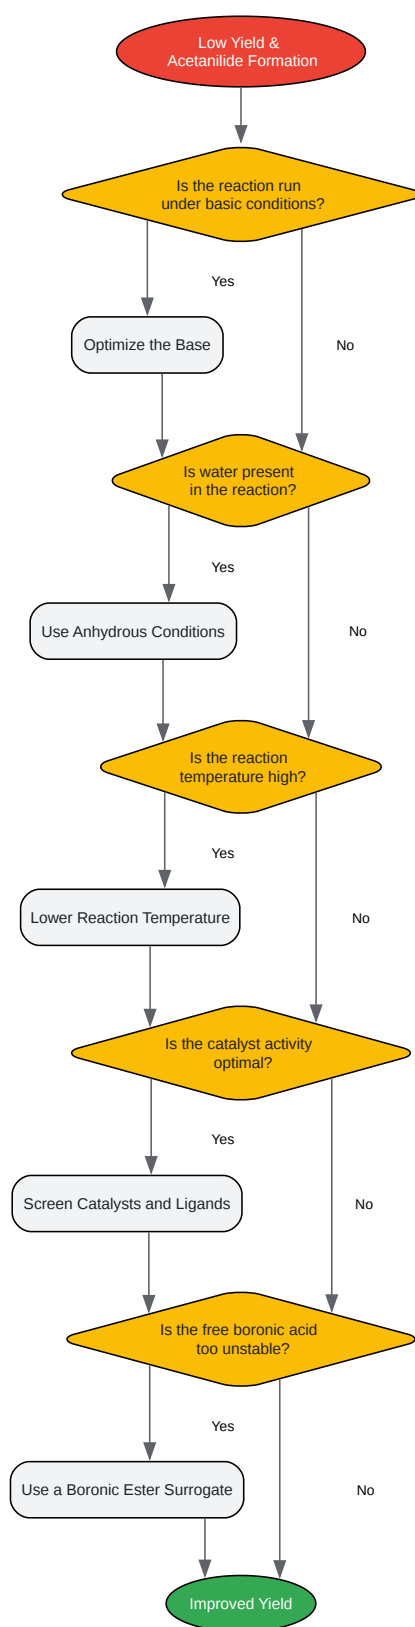 Low Yield &
Acetanilide Formation
Is the reaction run
under basic conditions?
Yes
Optimize the Base
No
Is water present
in the reaction?
Yes
Use Anhydrous Conditions
No
Is the reaction
temperature high?
Yes
Lower Reaction Temperature
No
Is the catalyst activity
optimal?
Yes
Screen Catalysts and Ligands
No
Is the free boronic acid
too unstable?
Yes
Use a Boronic Ester Surrogate
No
Improved Yield